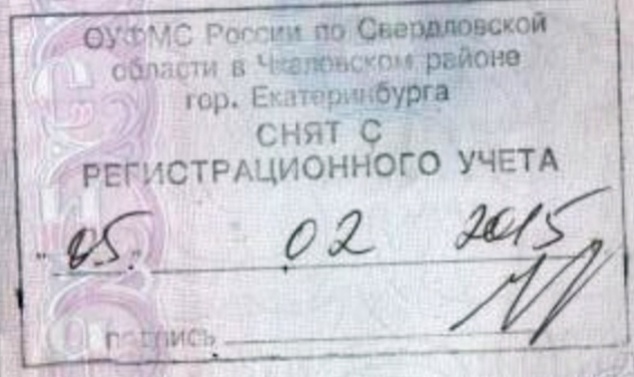 ОУФМС России по Свердловской
области в Чкаловском районе
гор. Екатеринбурга
СНЯТ С
РЕГИСТРАЦИОННОГО УЧЕТА
"05" 02 2015
подпись